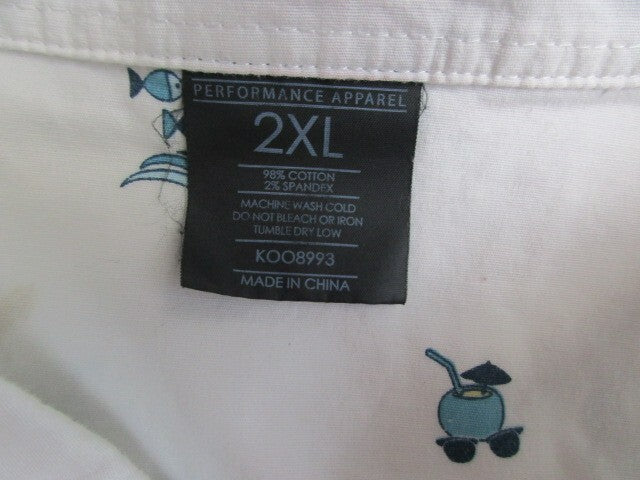 PERFORMANCE APPAREL
2XL
98% COTTON
2% SPANDEX
MACHINE WASH COLD
DO NOT BLEACH OR IRON
TUMBLE DRY LOW
KOO8993
MADE IN CHINA